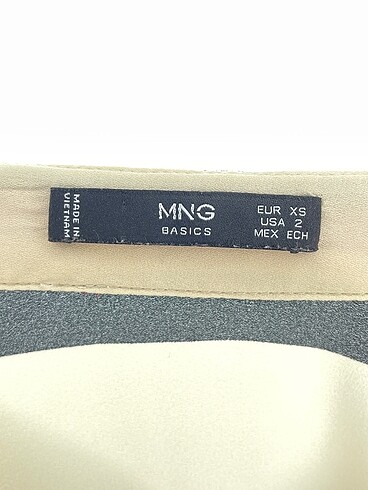 MADE IN
VIETNAM
MNG
BASICS
EUR XS
USA 2
MEX ECH